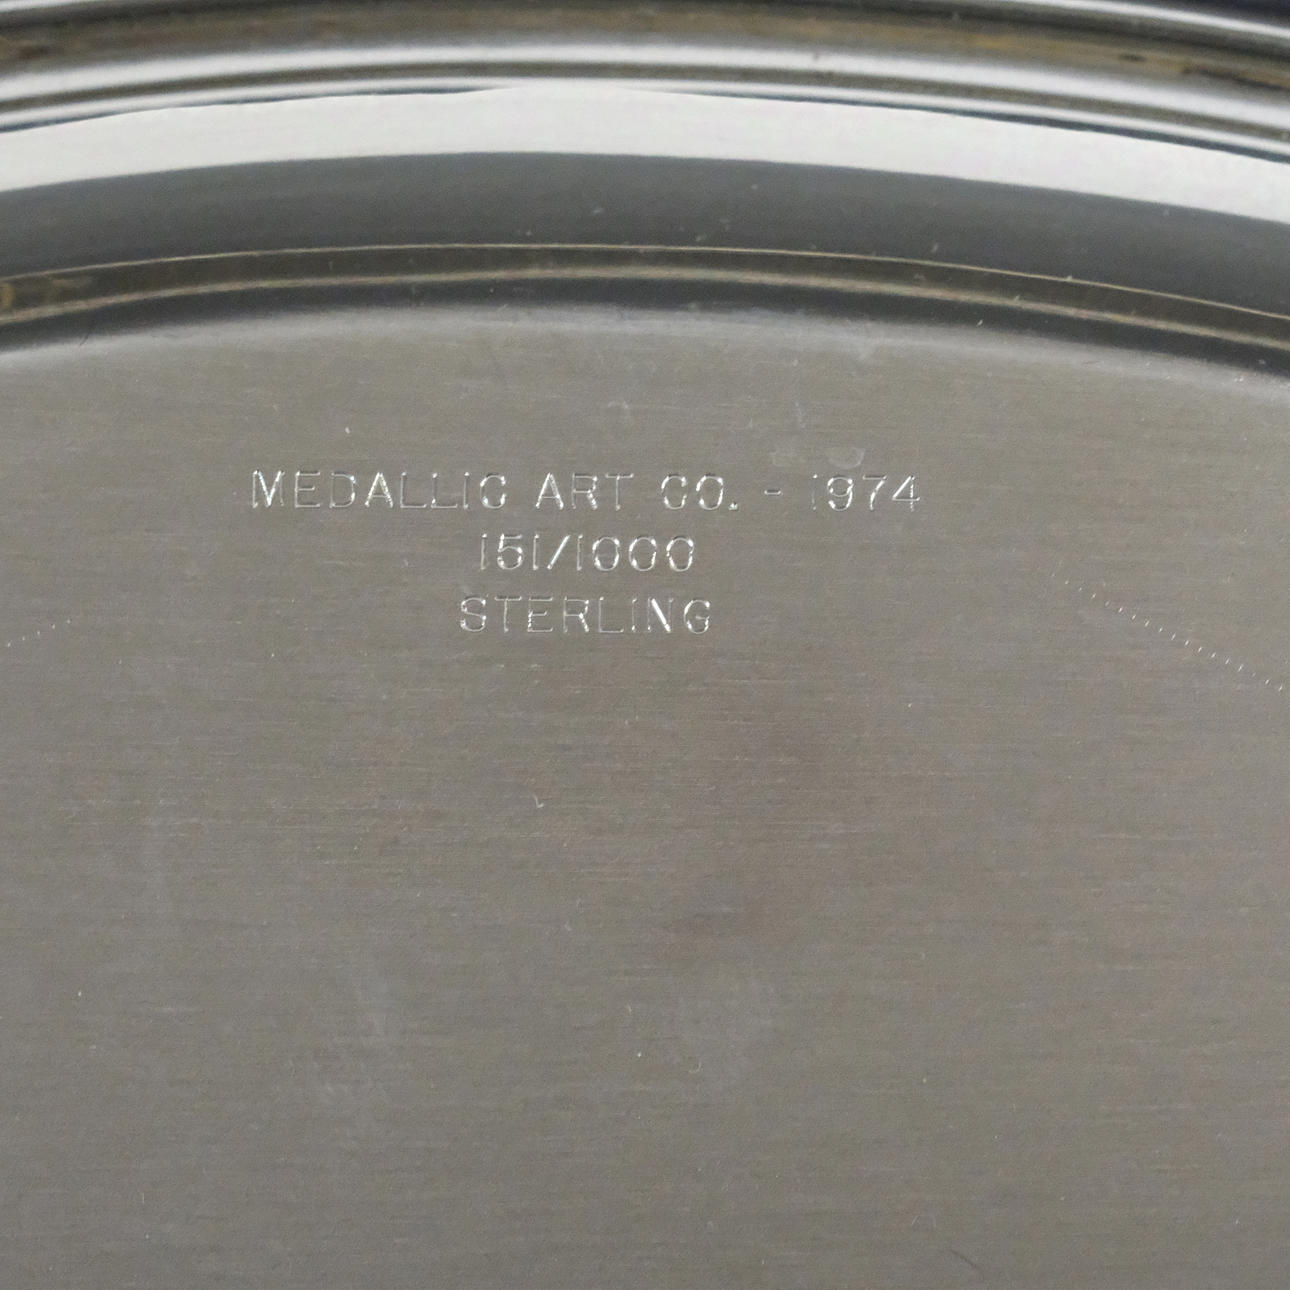 MEDALLIC ART CO. - 1974
151/1000
STERLING